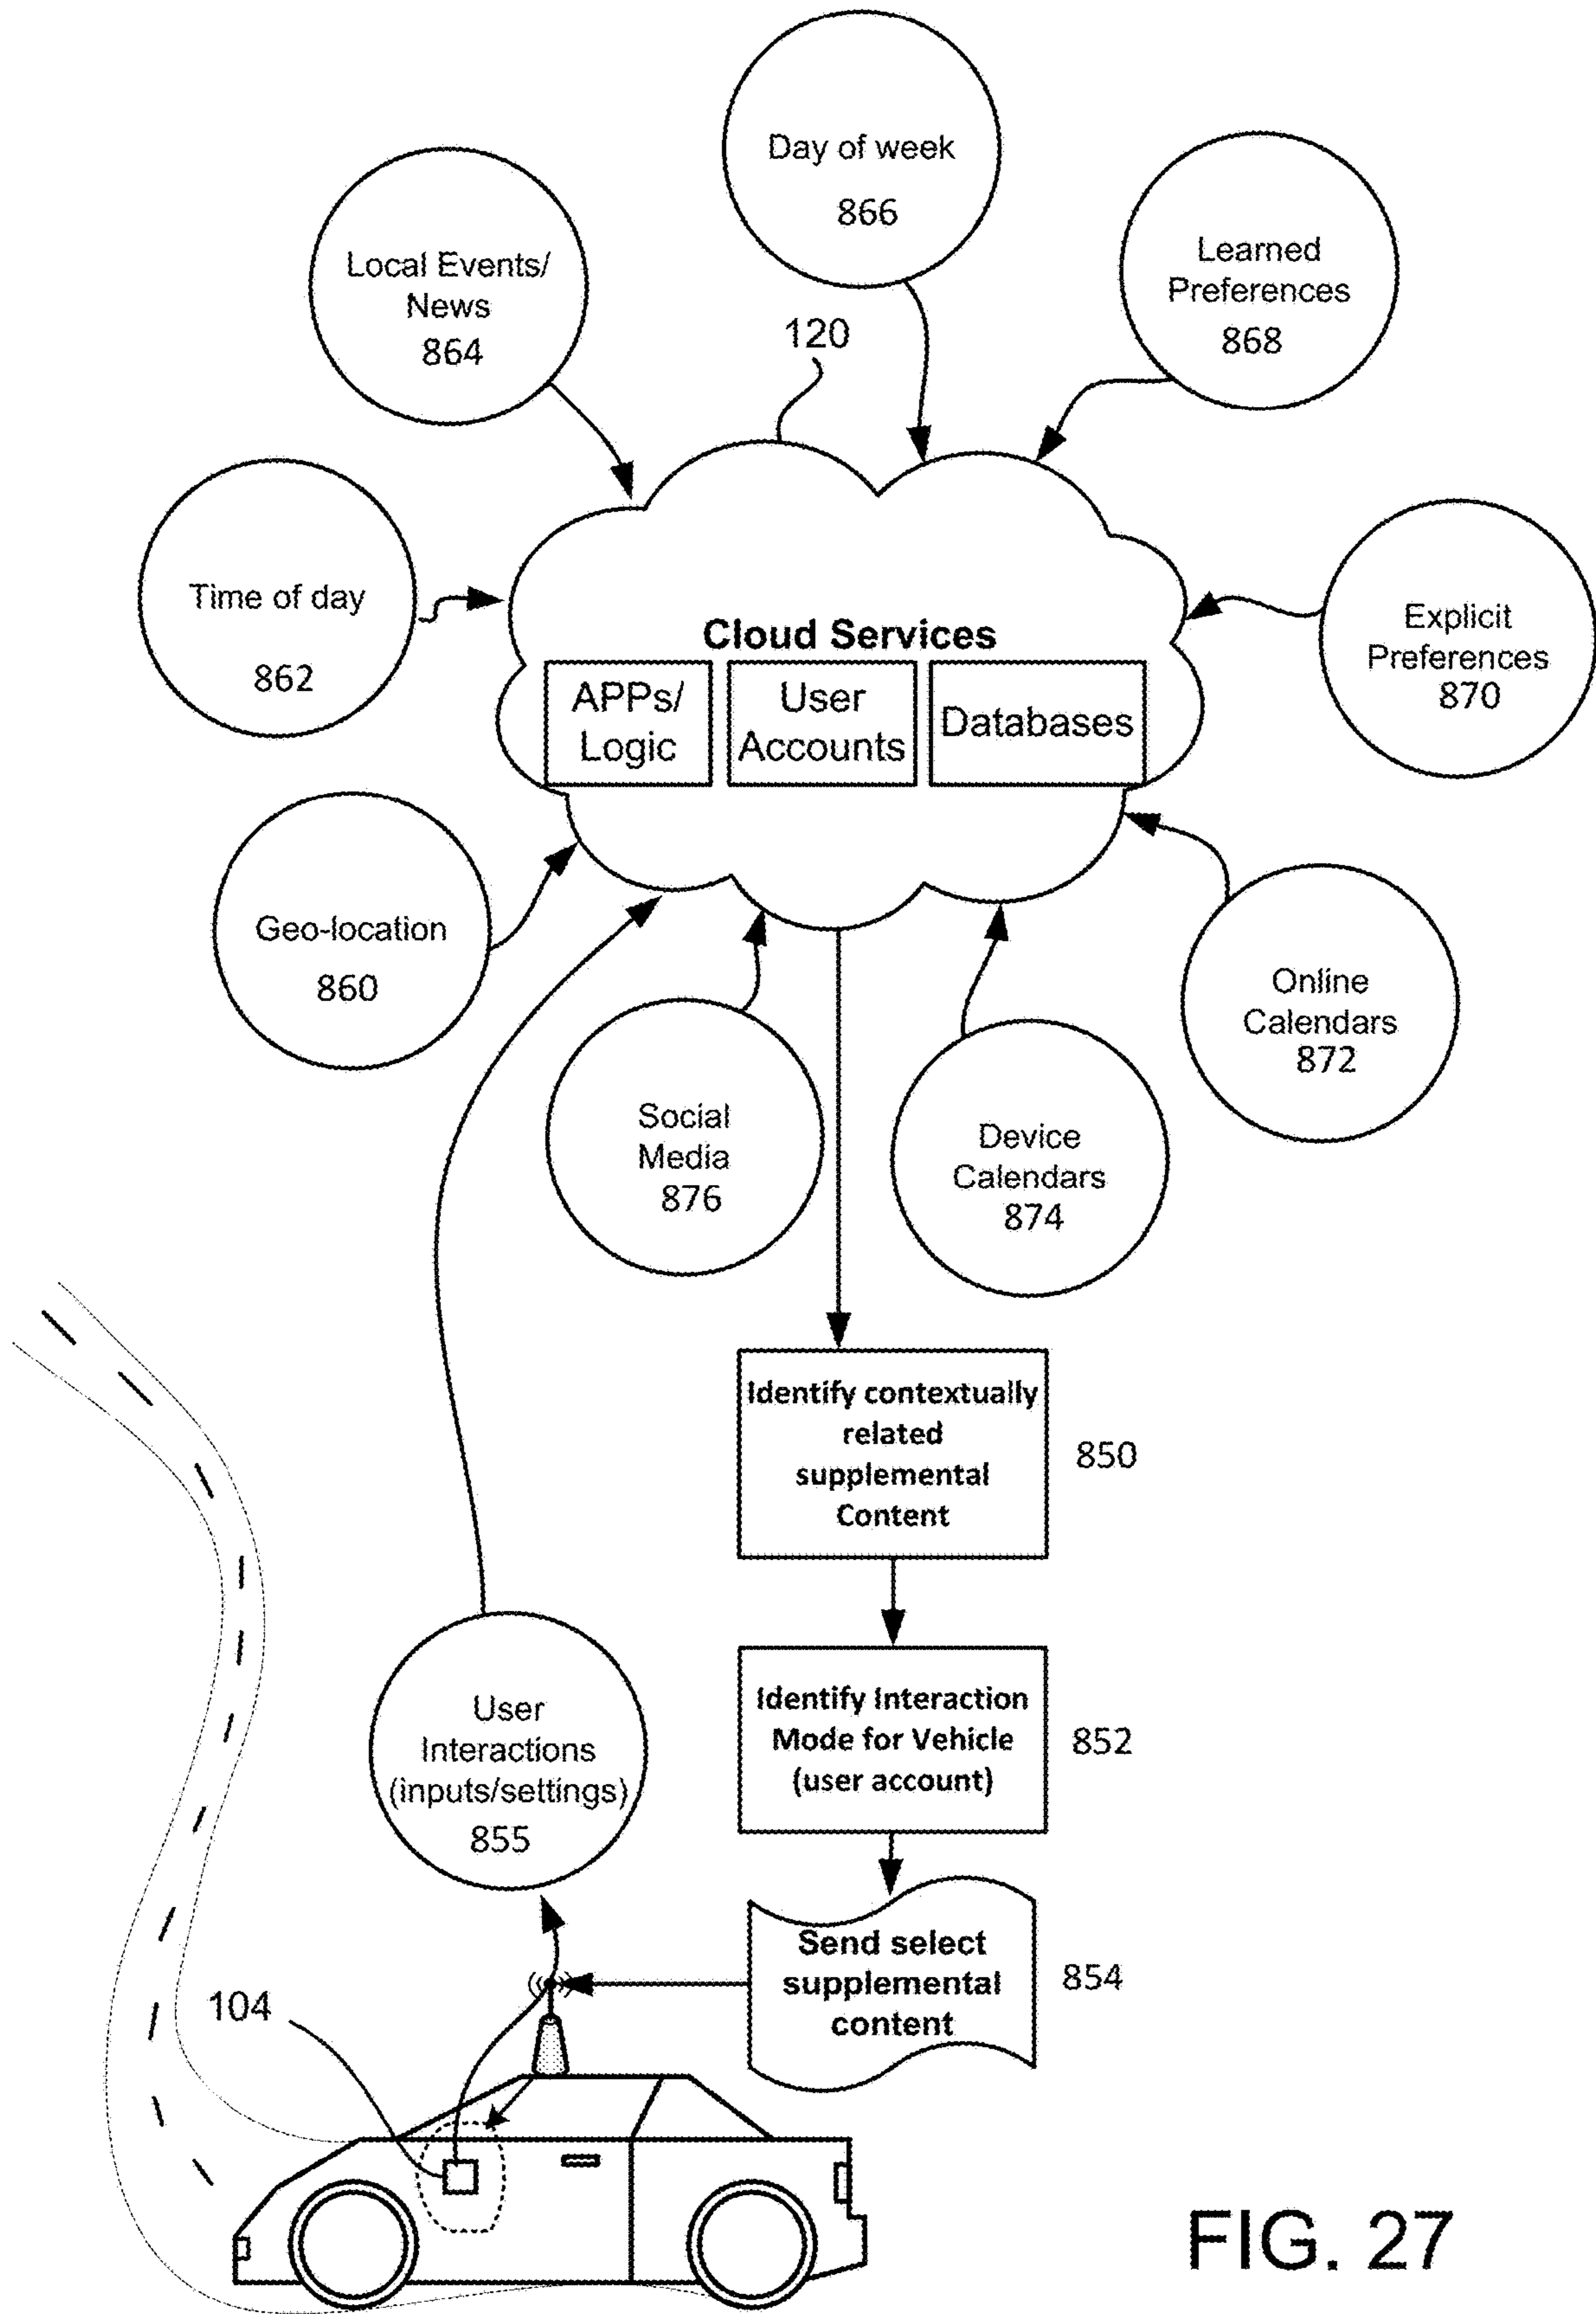 Day of week
866
Local Events/
News
864
Learned
Preferences
868
120
Time of day
862
Explicit
Preferences
870
Cloud Services
APPs/
Logic
User
Accounts
Databases
Geo-location
860
Online
Calendars
872
Social
Media
876
Device
Calendars
874
Identify contextually
related
supplemental
Content
850
User
Interactions
(inputs/settings)
855
Identify Interaction
Mode for Vehicle
(user account)
852
Send select
supplemental
content
854
104
FIG. 27